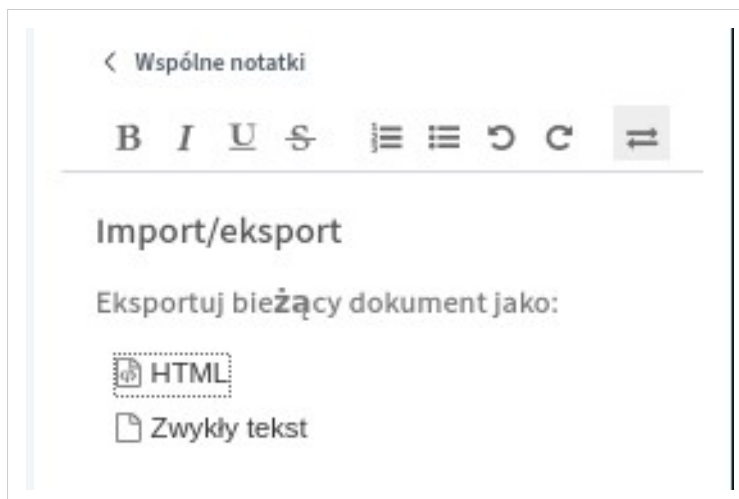 Wspólne notatki
B I U S
Import/eksport
Eksportuj bieżący dokument jako:
HTML
Zwykły tekst